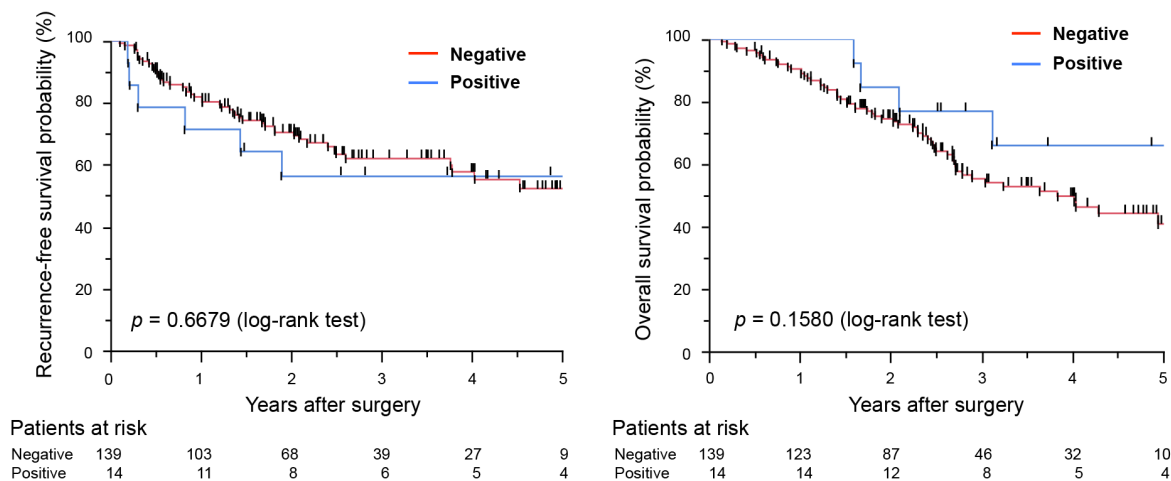 Recurrence-free survival probability (%)
100
80
60
40
20
0
Negative
Positive
p = 0.6679 (log-rank test)
0 1 2 3 4 5
Years after surgery
Patients at risk
Negative 139 103 68 39 27 9
Positive 14 11 8 6 5 4
Overall survival probability (%)
100
80
60
40
20
0
Negative
Positive
p = 0.1580 (log-rank test)
0 1 2 3 4 5
Years after surgery
Patients at risk
Negative 139 123 87 46 32 10
Positive 14 14 12 8 5 4